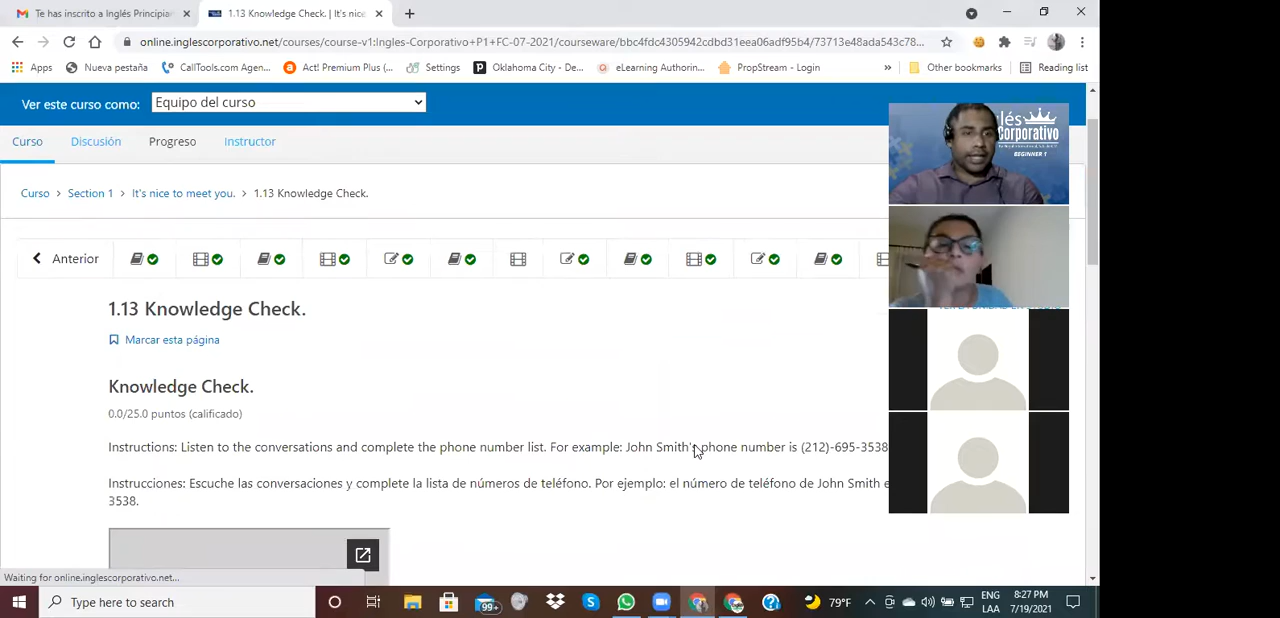 Te has inscrito a Inglés Principian
1.13 Knowledge Check. | It's nice
online.inglescorporativo.net/courses/course-v1:Ingles-Corporativo+P1+FC-07-2021/courseware/bbc4fdc4305942cdbd31eea06adf95b4/73713e48ada543c78...
Apps
Nueva pestaña
CallTools.com Agen...
Act! Premium Plus (...
Settings
Oklahoma City - De...
eLearning Authorin...
PropStream - Login
»
Other bookmarks
Reading list
Ver este curso como:
Equipo del curso
Curso
Discusión
Progreso
Instructor
glés
Corporativo
BEGINNER 1
Curso > Section 1 > It's nice to meet you. > 1.13 Knowledge Check.
Anterior
1.13 Knowledge Check.
Marcar esta página
Knowledge Check.
0.0/25.0 puntos (calificado)
Instructions: Listen to the conversations and complete the phone number list. For example: John Smith's phone number is (212)-695-3538
Instrucciones: Escuche las conversaciones y complete la lista de números de teléfono. Por ejemplo: el número de teléfono de John Smith e
3538.
Waiting for online.inglescorporativo.net...
Type here to search
99+
79°F
ENG
LAA
8:27 PM
7/19/2021